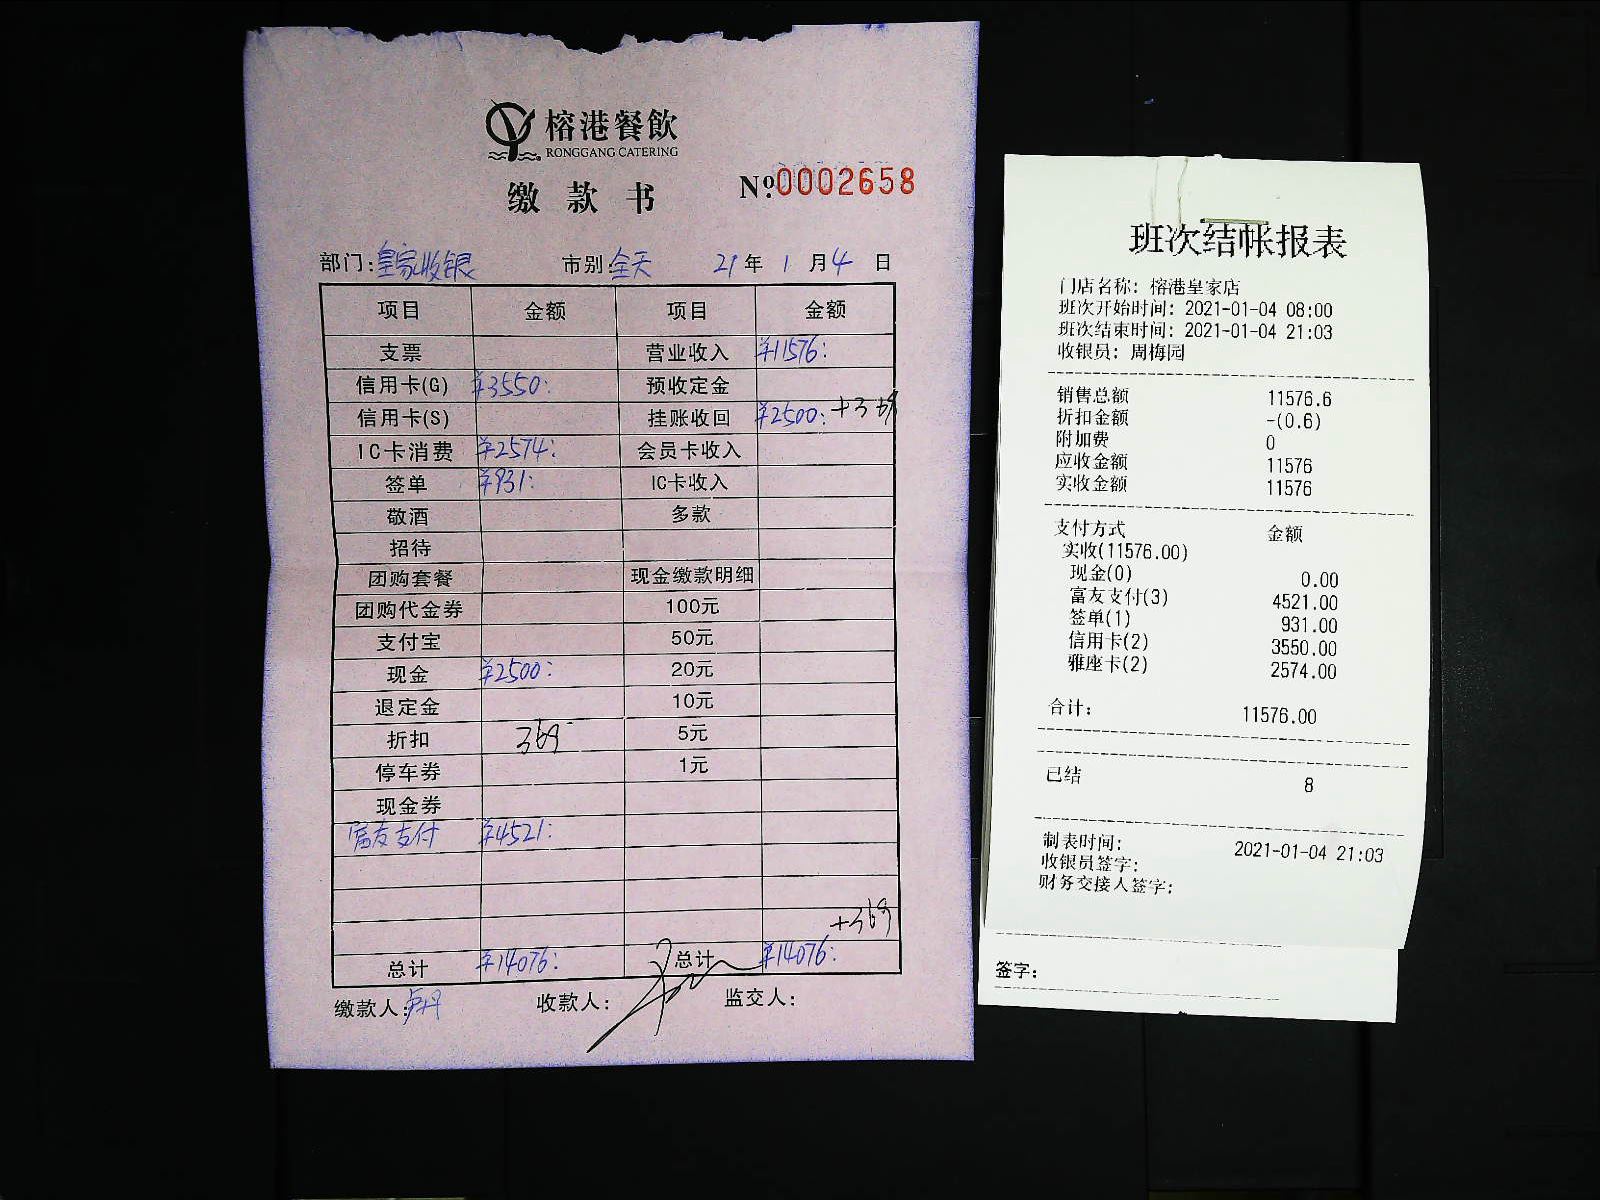 榕港餐飲
RONGGANG CATERING
缴款书
Nº:0002658
部门:皇家收银 市别:全天 21年 1月4日
项目 金额 项目 金额
支票 营业收入 ¥11576:
信用卡(G) ¥3550: 预收定金
信用卡(S) 挂账收回 ¥2500: +369
IC卡消费 ¥2574: 会员卡收入
签单 ¥931: IC卡收入
敬酒 多款
招待
团购套餐 现金缴款明细
团购代金券 100元
支付宝 50元
现金 ¥2500: 20元
退定金 10元
折扣 369 5元
停车券 1元
现金券
富友支付 ¥4521:
+369
总计 ¥14076: 总计 ¥14076:
缴款人: 收款人: 监交人:
班次结帐报表
门店名称: 榕港皇家店
班次开始时间: 2021-01-04 08:00
班次结束时间: 2021-01-04 21:03
收银员: 周梅园
销售总额 11576.6
折扣金额 -(0.6)
附加费 0
应收金额 11576
实收金额 11576
支付方式 金额
实收(11576.00)
现金(0) 0.00
富友支付(3) 4521.00
签单(1) 931.00
信用卡(2) 3550.00
雅座卡(2) 2574.00
合计: 11576.00
已结 8
制表时间: 2021-01-04 21:03
收银员签字:
财务交接人签字:
签字: